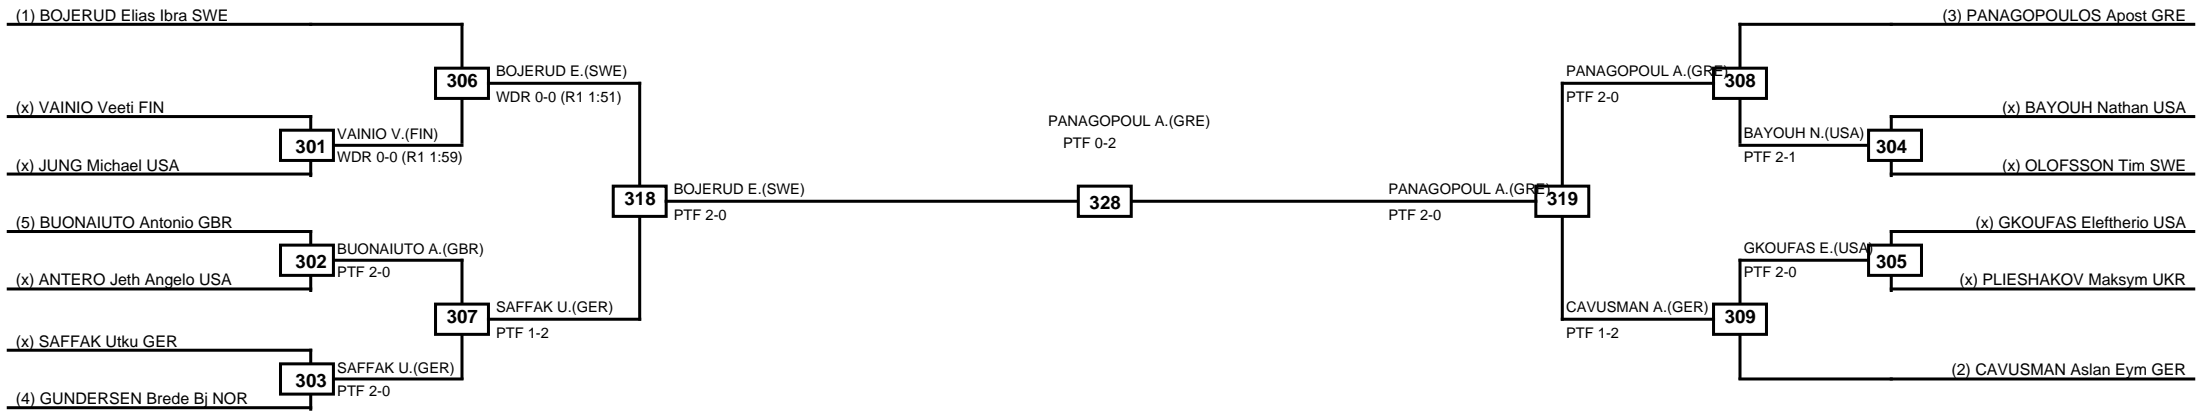 (1) BOJERUD Elias Ibra SWE
(3) PANAGOPOULOS Apost GRE
306
BOJERUD E.(SWE)
WDR 0-0 (R1 1:51)
PANAGOPOUL A.(GRE)
PTF 2-0
308
(x) VAINIO Veeti FIN
(x) BAYOUH Nathan USA
PANAGOPOUL A.(GRE)
PTF 0-2
301
VAINIO V.(FIN)
WDR 0-0 (R1 1:59)
BAYOUH N.(USA)
PTF 2-1
304
(x) JUNG Michael USA
(x) OLOFSSON Tim SWE
318
BOJERUD E.(SWE)
PTF 2-0
328
PANAGOPOUL A.(GRE)
PTF 2-0
319
(5) BUONAIUTO Antonio GBR
(x) GKOUFAS Eleftherio USA
302
BUONAIUTO A.(GBR)
PTF 2-0
GKOUFAS E.(USA)
PTF 2-0
305
(x) ANTERO Jeth Angelo USA
(x) PLIESHAKOV Maksym UKR
307
SAFFAK U.(GER)
PTF 1-2
CAVUSMAN A.(GER)
PTF 1-2
309
(x) SAFFAK Utku GER
303
SAFFAK U.(GER)
PTF 2-0
(2) CAVUSMAN Aslan Eym GER
(4) GUNDERSEN Brede Bj NOR